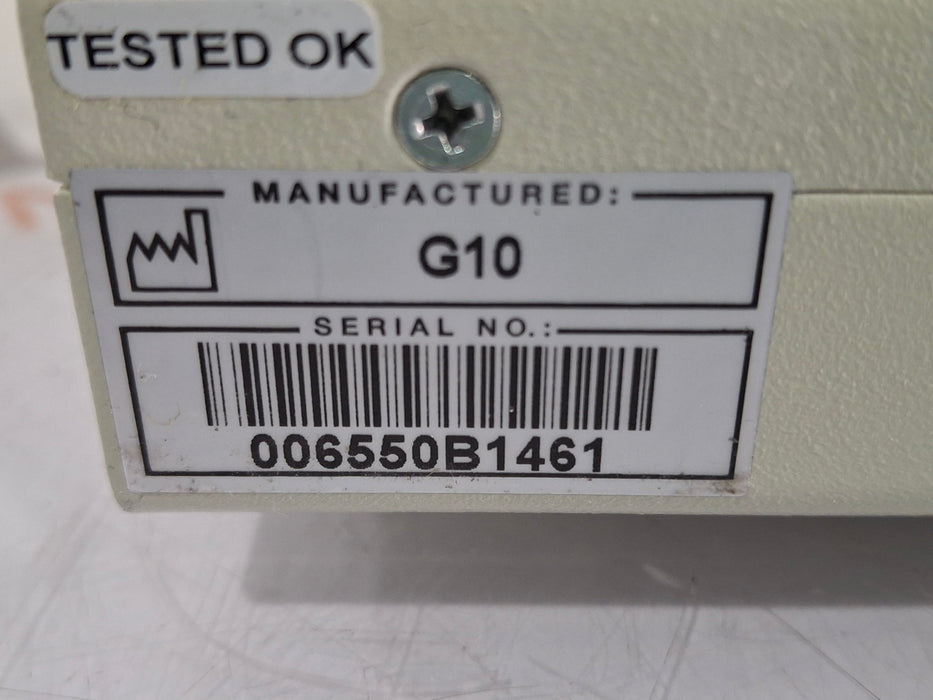 TESTED OK
MANUFACTURED:
G10
SERIAL NO.:
006550B1461